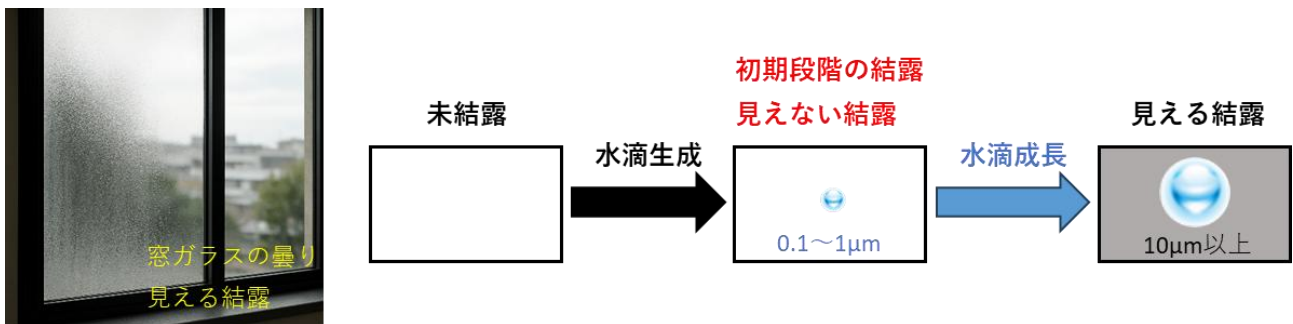 窓ガラスの曇り
見える結露
未結露
水滴生成
初期段階の結露
見えない結露
0.1～1μm
水滴成長
見える結露
10μm以上